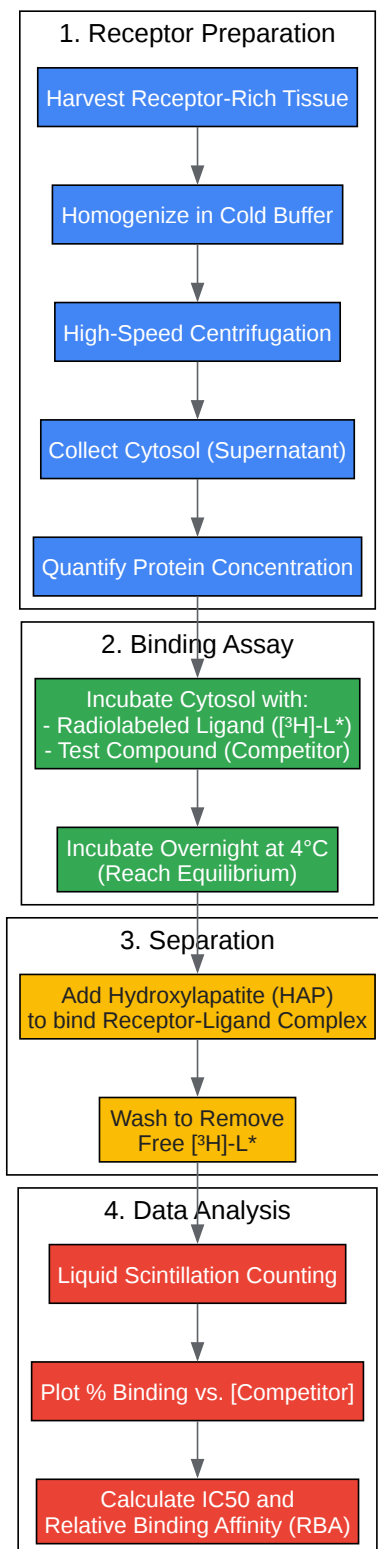 1. Receptor Preparation
Harvest Receptor-Rich Tissue
Homogenize in Cold Buffer
High-Speed Centrifugation
Collect Cytosol (Supernatant)
Quantify Protein Concentration
2. Binding Assay
Incubate Cytosol with:
- Radiolabeled Ligand ([³H]-L*)
- Test Compound (Competitor)
Incubate Overnight at 4°C
(Reach Equilibrium)
3. Separation
Add Hydroxylapatite (HAP)
to bind Receptor-Ligand Complex
Wash to Remove
Free [³H]-L*
4. Data Analysis
Liquid Scintillation Counting
Plot % Binding vs. [Competitor]
Calculate IC50 and
Relative Binding Affinity (RBA)